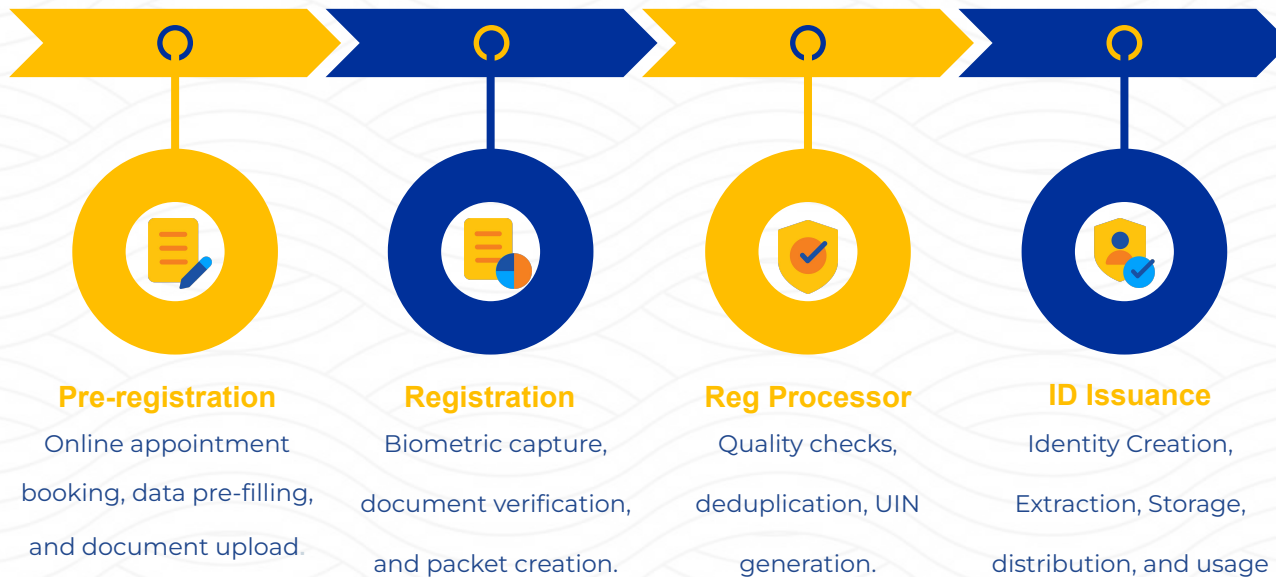 Pre-registration
Online appointment
booking, data pre-filling,
and document upload.
Registration
Biometric capture,
document verification,
and packet creation.
Reg Processor
Quality checks,
deduplication, UIN
generation.
ID Issuance
Identity Creation,
Extraction, Storage,
distribution, and usage